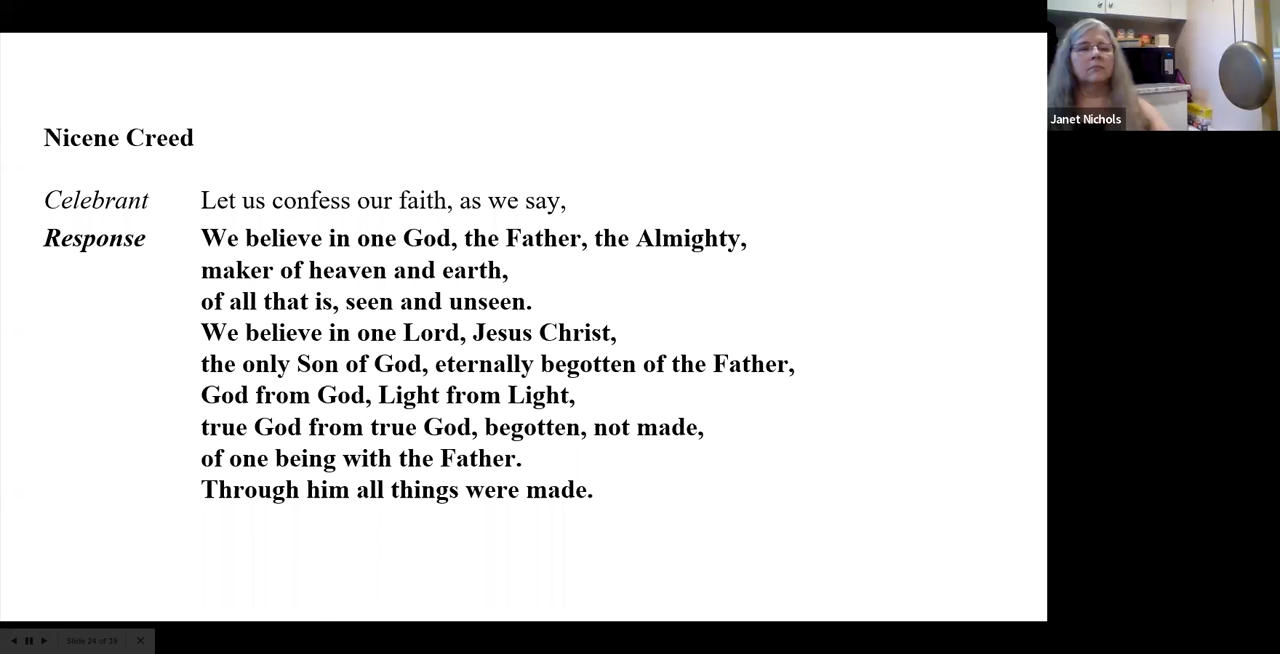 Nicene Creed
Celebrant Let us confess our faith, as we say,
Response We believe in one God, the Father, the Almighty,
maker of heaven and earth,
of all that is, seen and unseen.
We believe in one Lord, Jesus Christ,
the only Son of God, eternally begotten of the Father,
God from God, Light from Light,
true God from true God, begotten, not made,
of one being with the Father.
Through him all things were made.
Janet Nichols
Slide 24 of 39